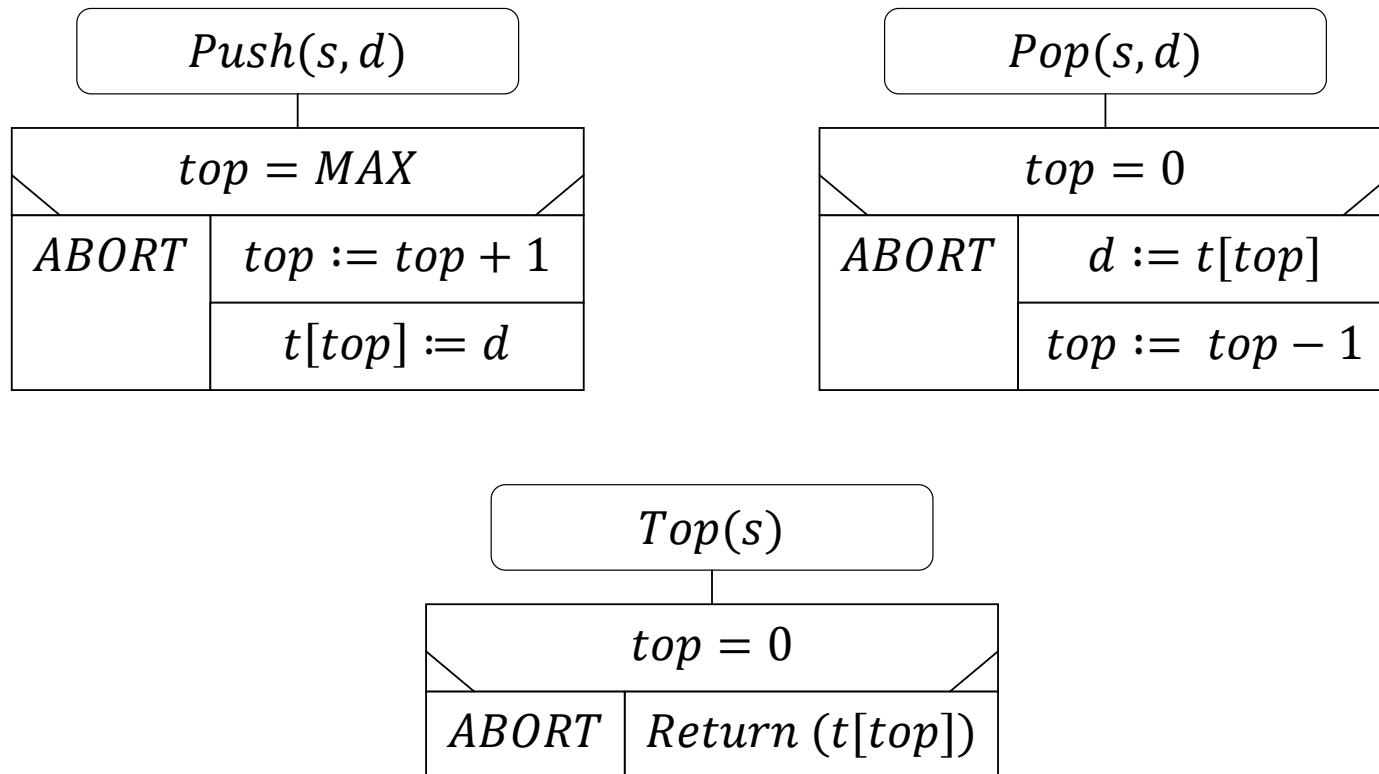 Push(s, d)
top = MAX
ABORT
top := top + 1
t[top] ≔ d
Pop(s, d)
top = 0
ABORT
d := t[top]
top := top − 1
Top(s)
top = 0
ABORT
Return (t[top])